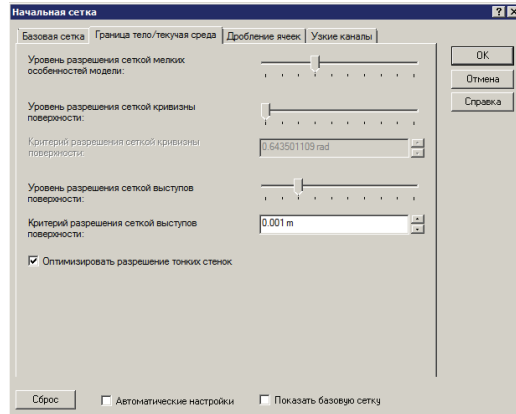 Начальная сетка
Базовая сетка Граница тело/текучая среда Дробление ячеек Узкие каналы
Уровень разрешения сеткой мелких
особенностей модели:
OK
Отмена
Справка
Уровень разрешения сеткой кривизны
поверхности:
Критерий разрешения сеткой кривизны
поверхности:
0.643501109 rad
Уровень разрешения сеткой выступов
поверхности:
Критерий разрешения сеткой выступов
поверхности:
0.001 m
Оптимизировать разрешение тонких стенок
Сброс Автоматические настройки Показать базовую сетку